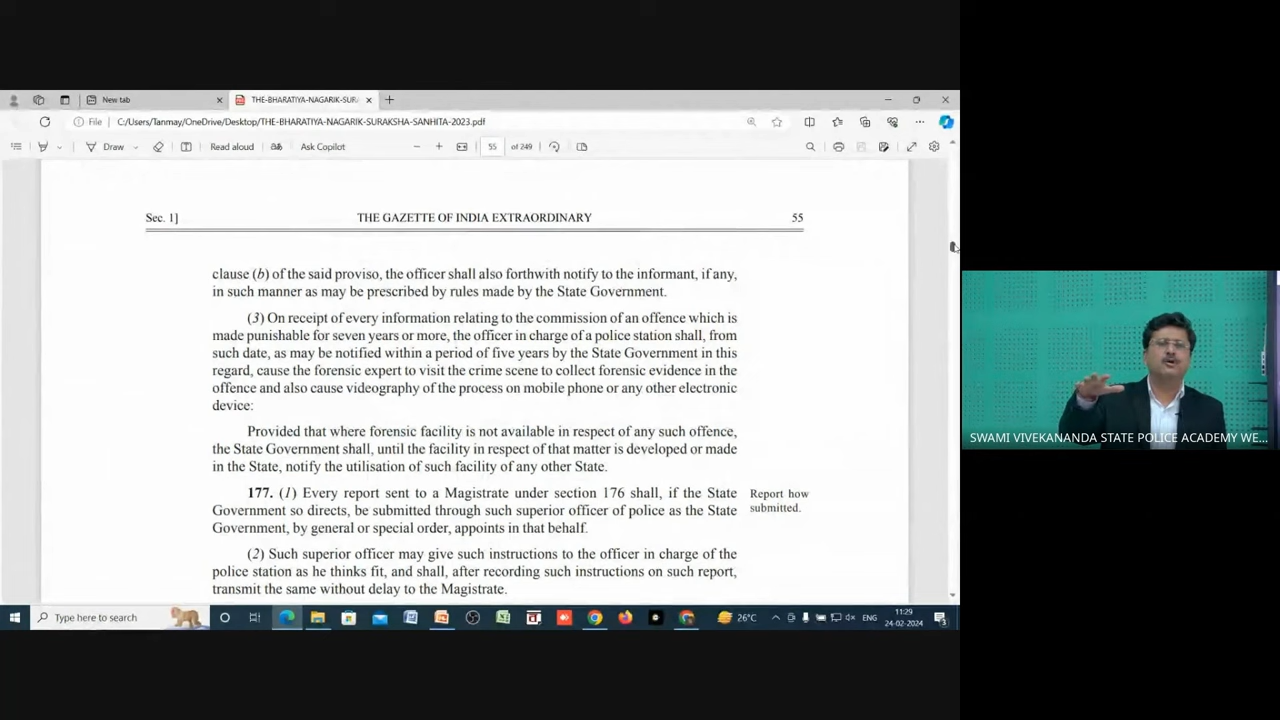 New tab
THE-BHARATIYA-NAGARIK-SURA
File C:/Users/Tanmay/OneDrive/Desktop/THE-BHARATIYA-NAGARIK-SURAKSHA-SANHITA-2023.pdf
Draw Read aloud Ask Copilot 55 of 249
Sec. 1] THE GAZETTE OF INDIA EXTRAORDINARY 55
clause (b) of the said proviso, the officer shall also forthwith notify to the informant, if any,
in such manner as may be prescribed by rules made by the State Government.
(3) On receipt of every information relating to the commission of an offence which is
made punishable for seven years or more, the officer in charge of a police station shall, from
such date, as may be notified within a period of five years by the State Government in this
regard, cause the forensic expert to visit the crime scene to collect forensic evidence in the
offence and also cause videography of the process on mobile phone or any other electronic
device:
Provided that where forensic facility is not available in respect of any such offence,
the State Government shall, until the facility in respect of that matter is developed or made
in the State, notify the utilisation of such facility of any other State.
177. (1) Every report sent to a Magistrate under section 176 shall, if the State
Government so directs, be submitted through such superior officer of police as the State
Government, by general or special order, appoints in that behalf.
Report how
submitted.
(2) Such superior officer may give such instructions to the officer in charge of the
police station as he thinks fit, and shall, after recording such instructions on such report,
transmit the same without delay to the Magistrate.
SWAMI VIVEKANANDA STATE POLICE ACADEMY WE...
Type here to search
26°C
ENG
11:29
24-02-2024